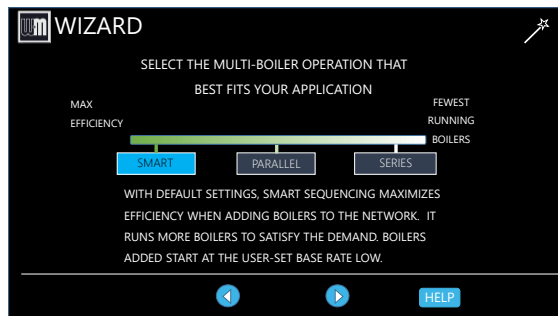 WM WIZARD
SELECT THE MULTI-BOILER OPERATION THAT
BEST FITS YOUR APPLICATION
MAX
EFFICIENCY
FEWEST
RUNNING
BOILERS
SMART
PARALLEL
SERIES
WITH DEFAULT SETTINGS, SMART SEQUENCING MAXIMIZES
EFFICIENCY WHEN ADDING BOILERS TO THE NETWORK. IT
RUNS MORE BOILERS TO SATISFY THE DEMAND. BOILERS
ADDED START AT THE USER-SET BASE RATE LOW.
HELP